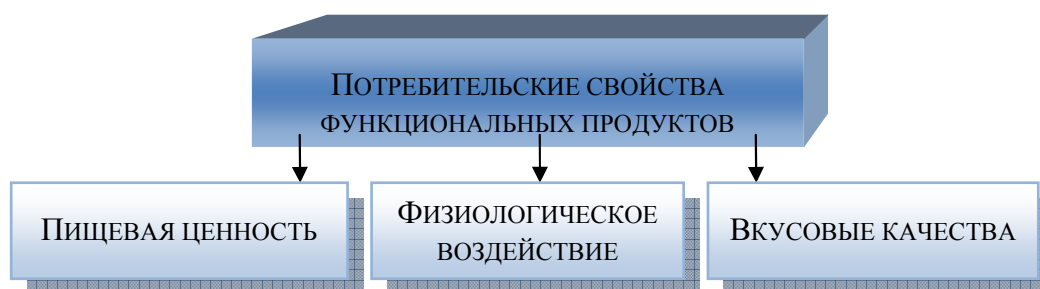 ПОТРЕБИТЕЛЬСКИЕ СВОЙСТВА
ФУНКЦИОНАЛЬНЫХ ПРОДУКТОВ
ПИЩЕВАЯ ЦЕННОСТЬ
ФИЗИОЛОГИЧЕСКОЕ
ВОЗДЕЙСТВИЕ
ВКУСОВЫЕ КАЧЕСТВА